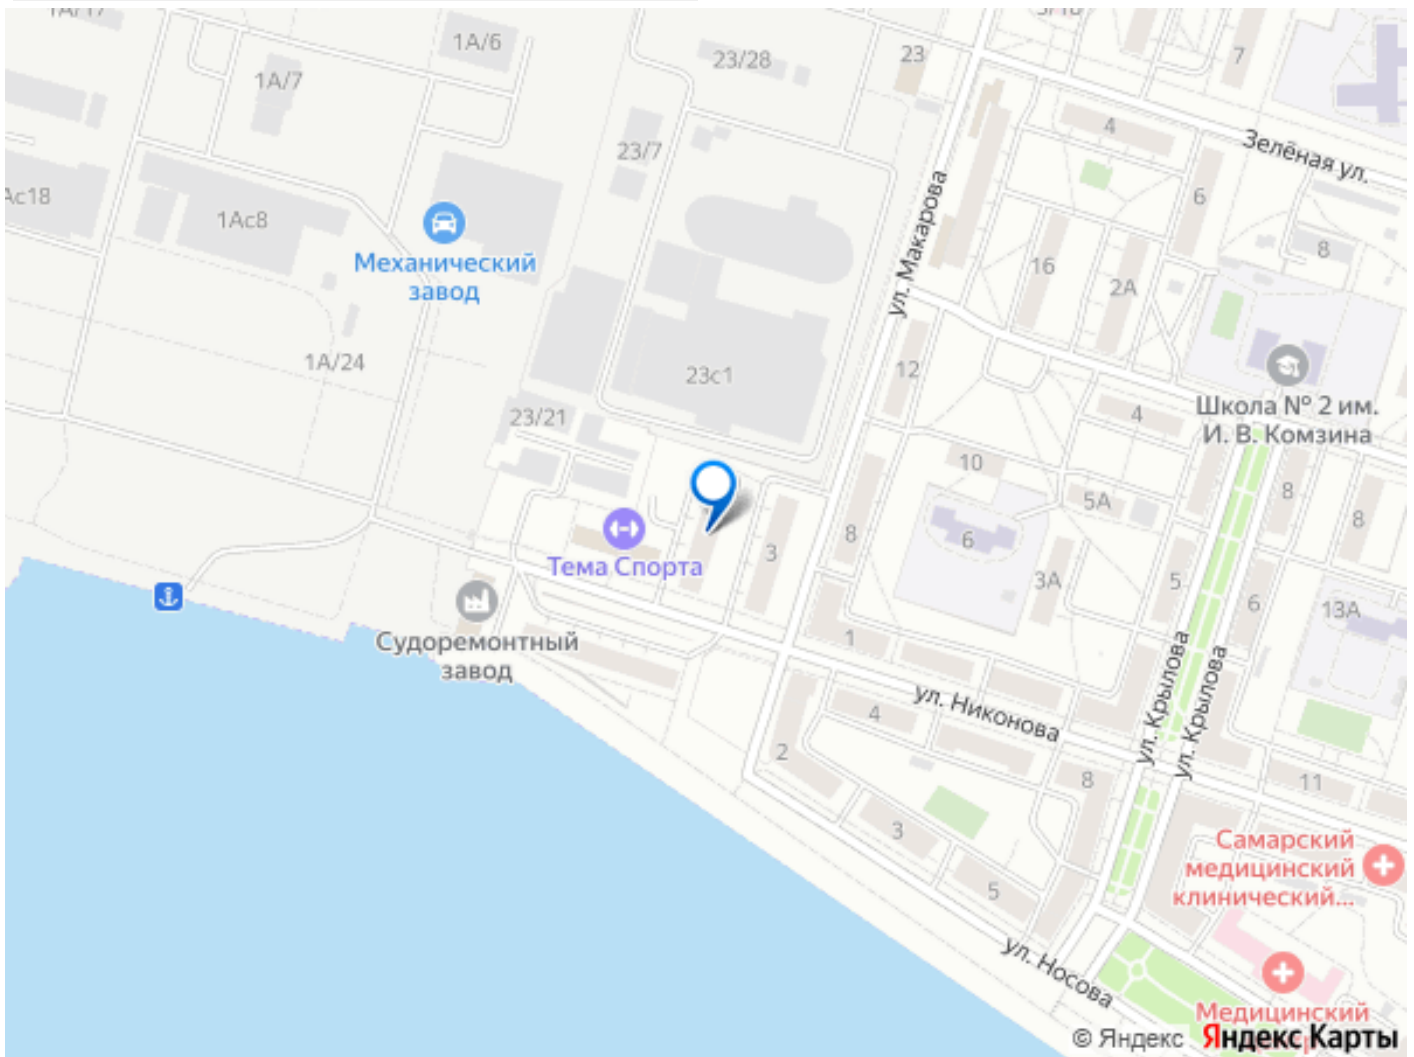 1А/17
1А/6
1А/7
23/28
23
7
4
Зелёная ул.
23/7
6
8
Ас18
1Ас8
Механический
завод
ул. Макарова
16
2А
1А/24
23с1
12
4
Школа № 2 им.
И. В. Комзина
23/21
10
5А
8
8
6
8
3
Тема Спорта
3А
5
6
13А
Судоремонтный
завод
1
ул. Никонова
ул. Крылова
ул. Крылова
4
2
8
11
3
5
Самарский
медицинский
клинический...
ул. Носова
Медицинский
© Яндекс Яндекс Карты